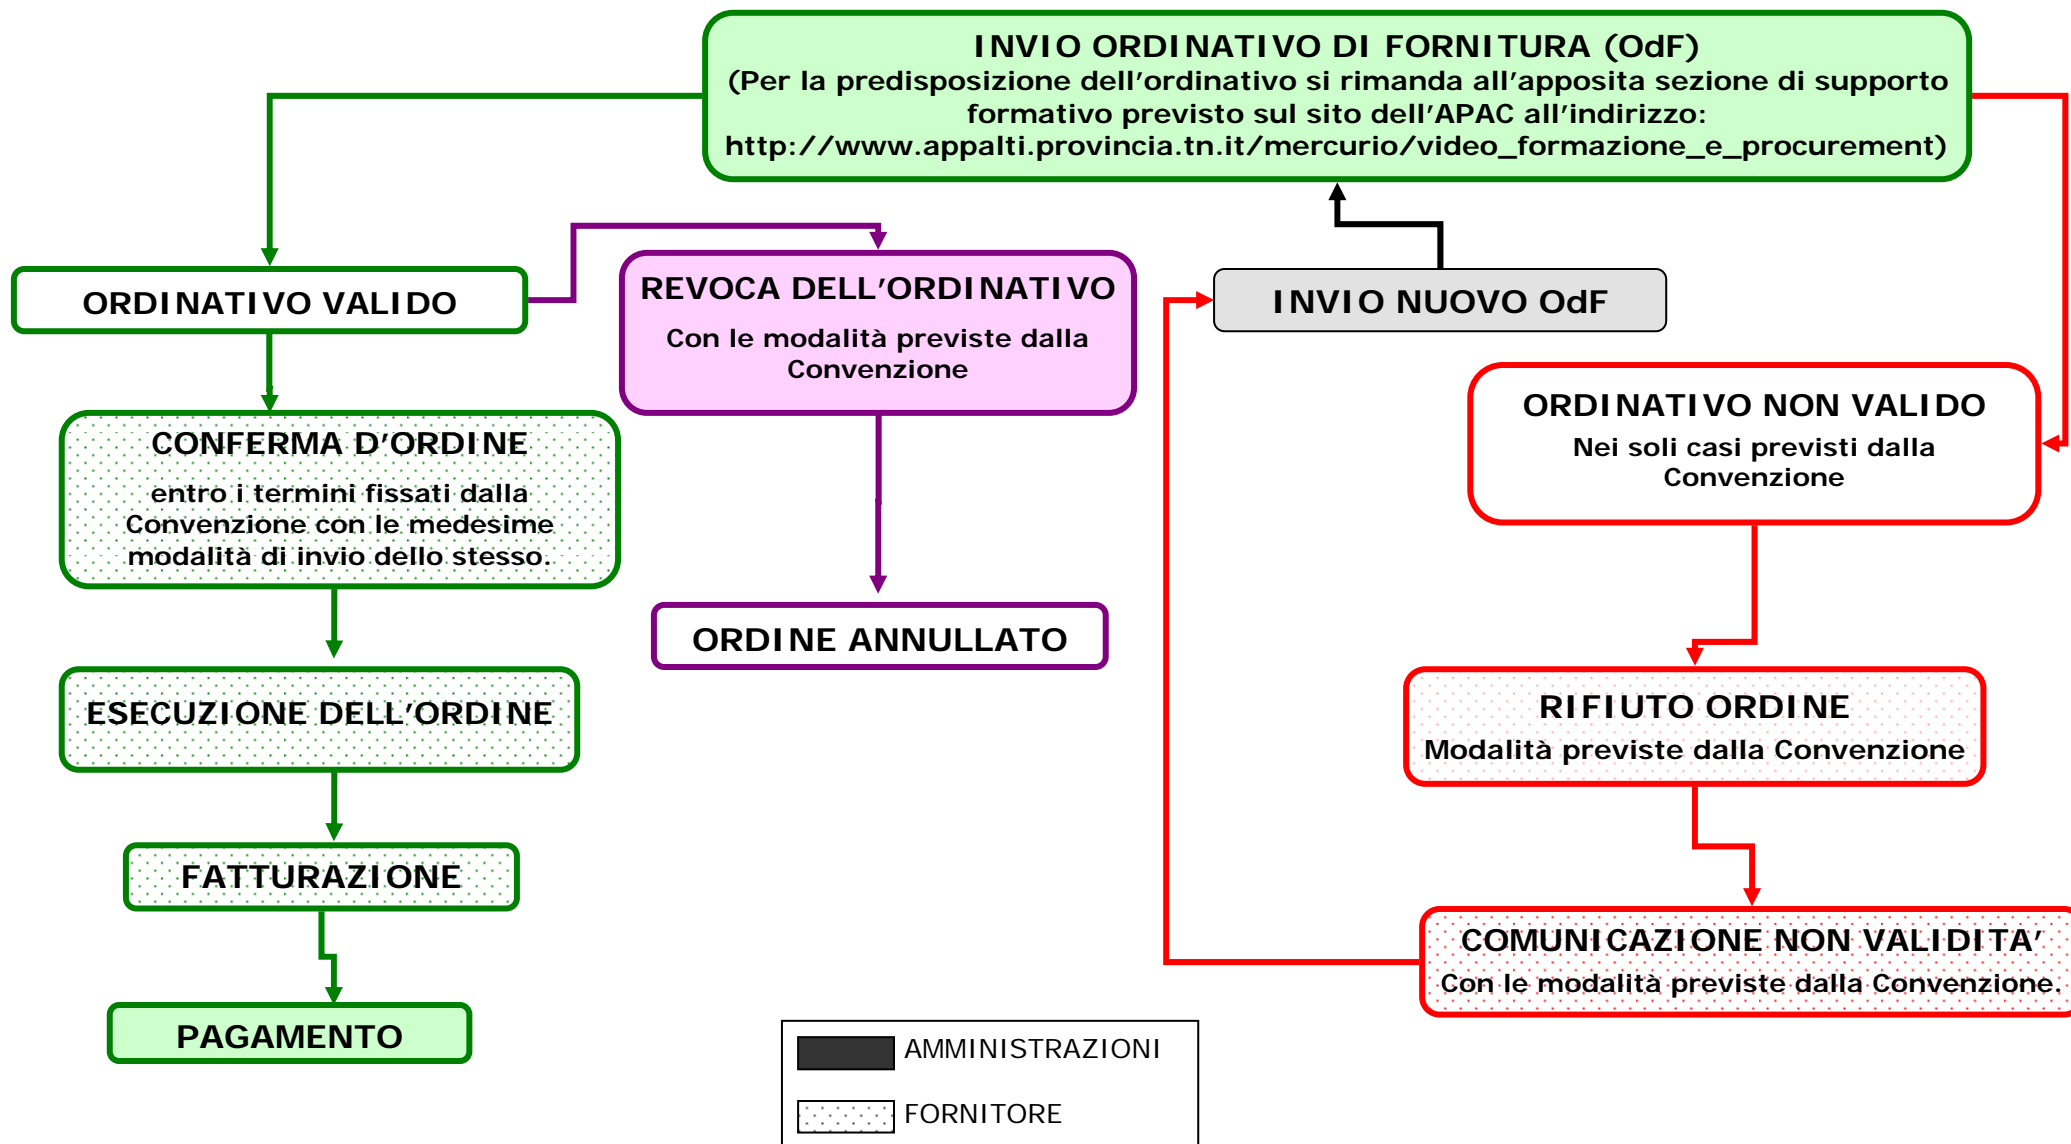 INVIO ORDINATIVO DI FORNITURA (OdF)
(Per la predisposizione dell'ordinativo si rimanda all'apposita sezione di supporto
formativo previsto sul sito dell'APAC all'indirizzo:
http://www.appalti.provincia.tn.it/mercurio/video_formazione_e_procurement)
ORDINATIVO VALIDO
REVOCA DELL'ORDINATIVO
Con le modalità previste dalla
Convenzione
INVIO NUOVO OdF
ORDINATIVO NON VALIDO
Nei soli casi previsti dalla
Convenzione
CONFERMA D'ORDINE
entro i termini fissati dalla
Convenzione con le medesime
modalità di invio dello stesso.
ORDINE ANNULLATO
ESECUZIONE DELL'ORDINE
RIFIUTO ORDINE
Modalità previste dalla Convenzione
FATTURAZIONE
COMUNICAZIONE NON VALIDITA'
Con le modalità previste dalla Convenzione.
PAGAMENTO
AMMINISTRAZIONI
FORNITORE